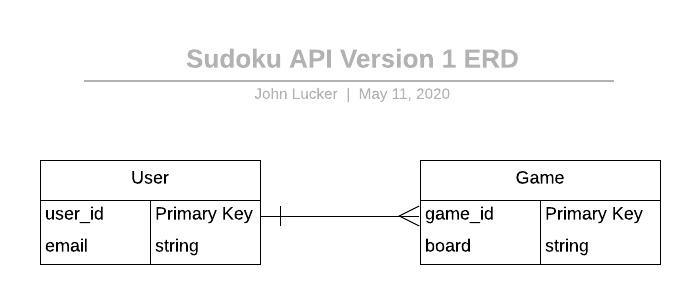 Sudoku API Version 1 ERD
John Lucker | May 11, 2020
User
user_id Primary Key
email string
Game
game_id Primary Key
board string